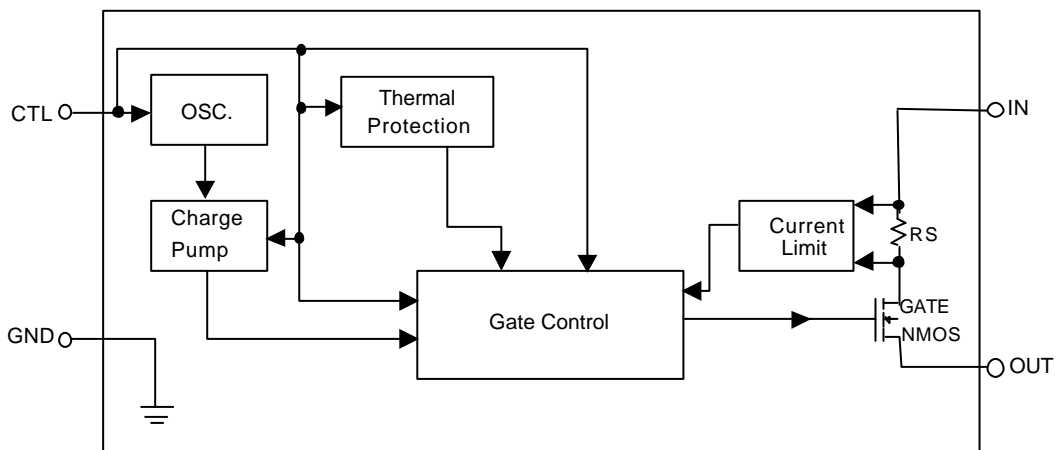 CTL
OSC.
Thermal
Protection
IN
Charge
Pump
Current
Limit
RS
GATE
NMOS
Gate Control
GND
OUT